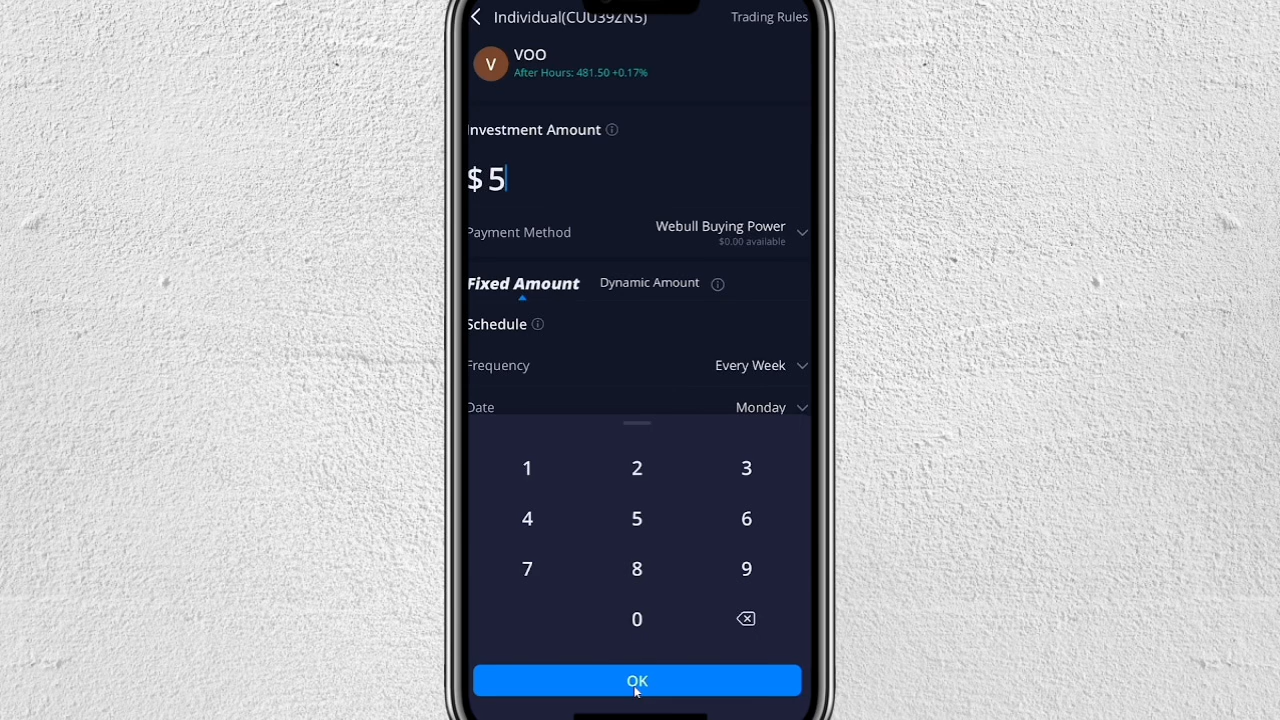 Individual(CUU39ZN5) Trading Rules
V VOO
After Hours: 481.50 +0.17%
Investment Amount
$ 5
Payment Method Webull Buying Power
$0.00 available
Fixed Amount Dynamic Amount
Schedule
Frequency Every Week
Date Monday
1 2 3
4 5 6
7 8 9
0
OK